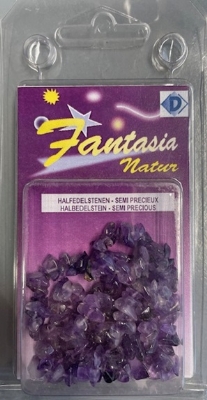 D
Fantasia
Natur
HALFEDELSTENEN - SEMI PRECIEUX
HALBEDELSTEIN - SEMI PRECIOUS